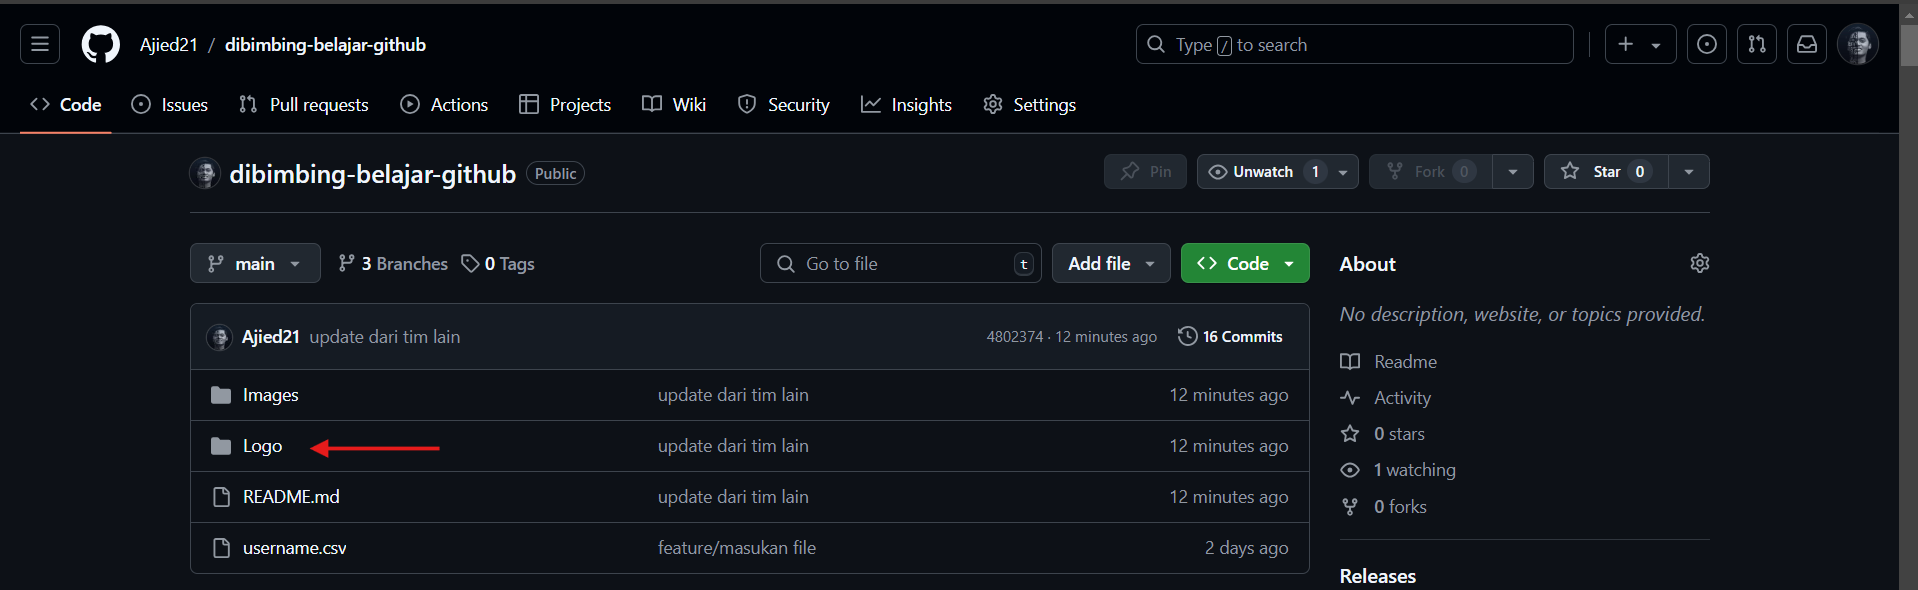 Ajied21 / dibimbing-belajar-github
Type / to search
Code Issues Pull requests Actions Projects Wiki Security Insights Settings
dibimbing-belajar-github Public
Pin Unwatch 1 Fork 0 Star 0
main 3 Branches 0 Tags
Go to file t Add file Code
Ajied21 update dari tim lain 4802374 · 12 minutes ago 16 Commits
Images update dari tim lain 12 minutes ago
Logo update dari tim lain 12 minutes ago
README.md update dari tim lain 12 minutes ago
username.csv feature/masukan file 2 days ago
About
No description, website, or topics provided.
Readme
Activity
0 stars
1 watching
0 forks
Releases